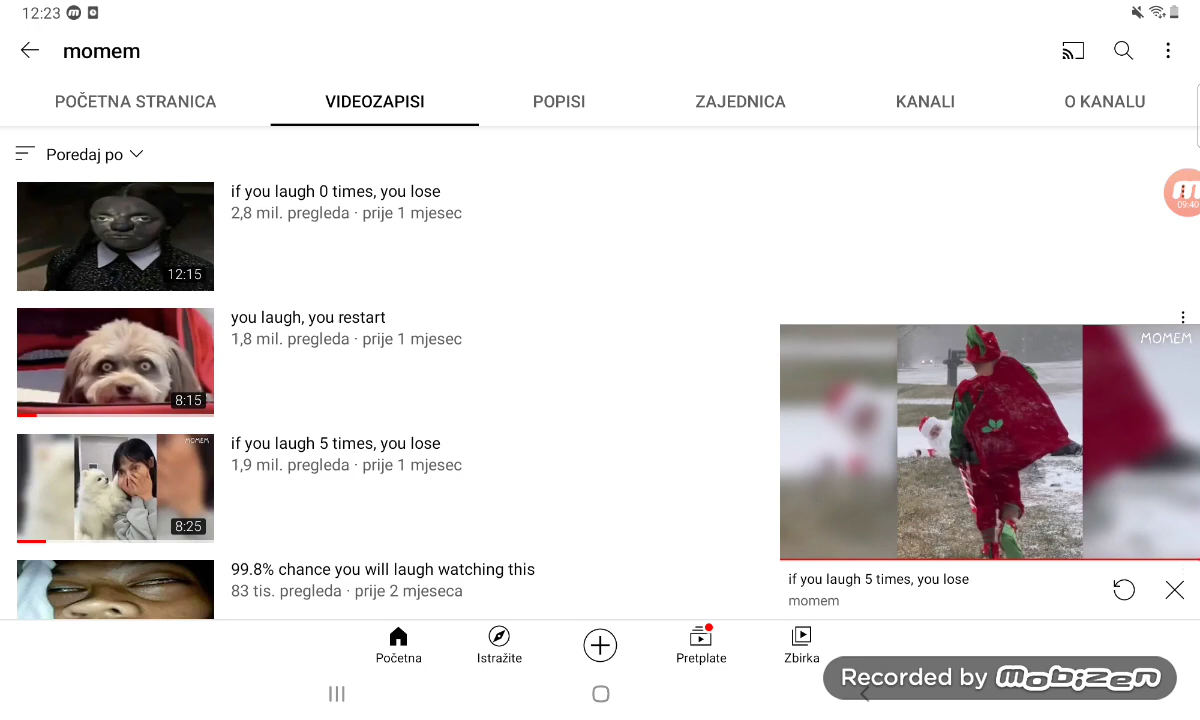 12:23
momem
POČETNA STRANICA
VIDEOZAPISI
POPISI
ZAJEDNICA
KANALI
O KANALU
Poredaj po
09:40
if you laugh 0 times, you lose
2,8 mil. pregleda · prije 1 mjesec
12:15
you laugh, you restart
1,8 mil. pregleda · prije 1 mjesec
8:15
MOMEM
if you laugh 5 times, you lose
1,9 mil. pregleda · prije 1 mjesec
MOMEM
8:25
99.8% chance you will laugh watching this
83 tis. pregleda · prije 2 mjeseca
if you laugh 5 times, you lose
momem
Početna
Istražite
Pretplate
Zbirka
Recorded by mobizen